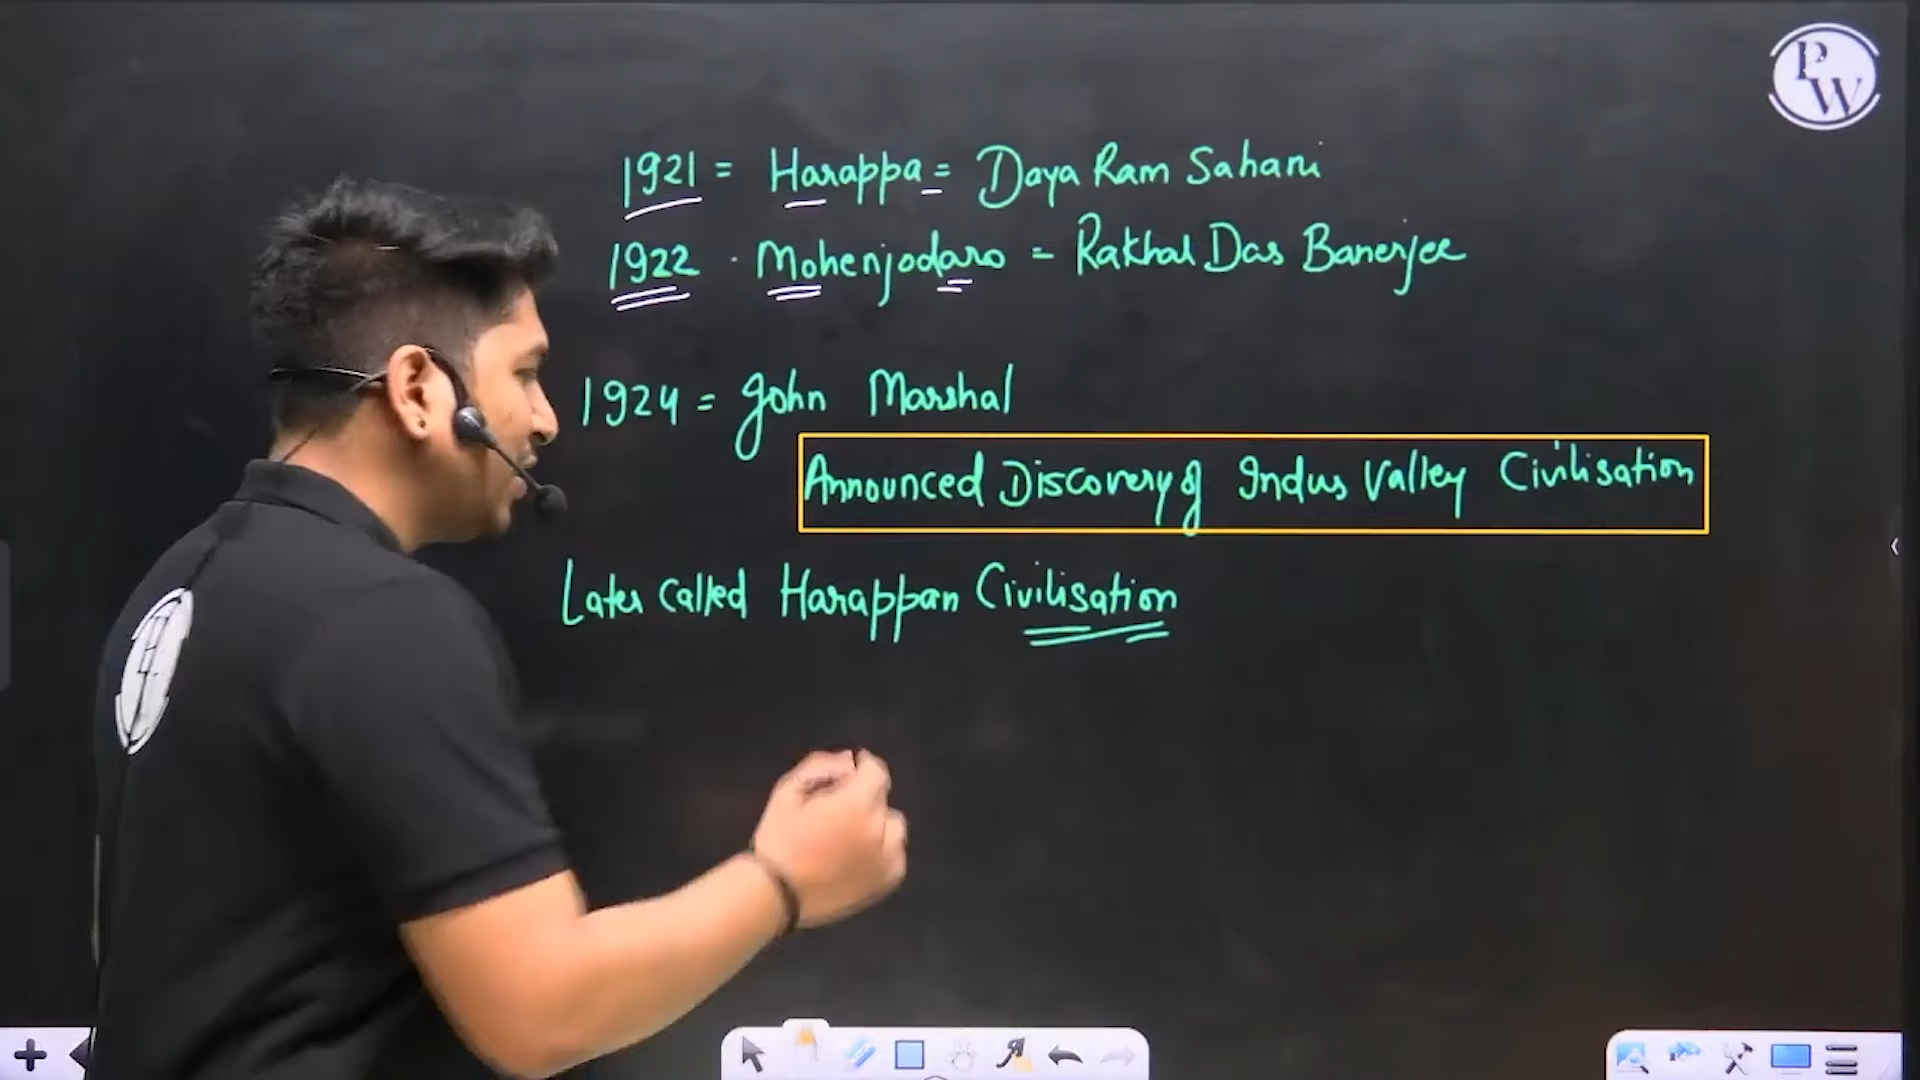 PW
1921 = Harappa = Daya Ram Sahani
1922 · Mohenjodaro = Rakhal Das Banerjee
1924 = John Marshal
Announced Discovery of Indus Valley Civilisation
Later Called Harappan Civilisation